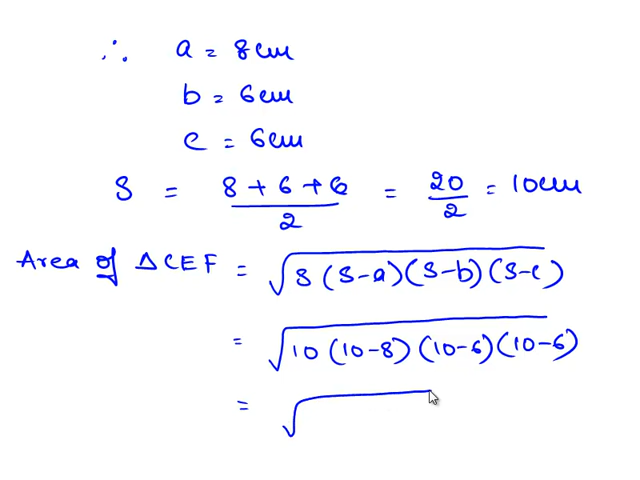 ∴ a = 8cm
b = 6cm
c = 6cm
S = 8 + 6 + 6 / 2 = 20 / 2 = 10cm
Area of ΔCEF = √S (S-a)(S-b)(S-c)
= √10 (10-8) (10-6)(10-6)
= √